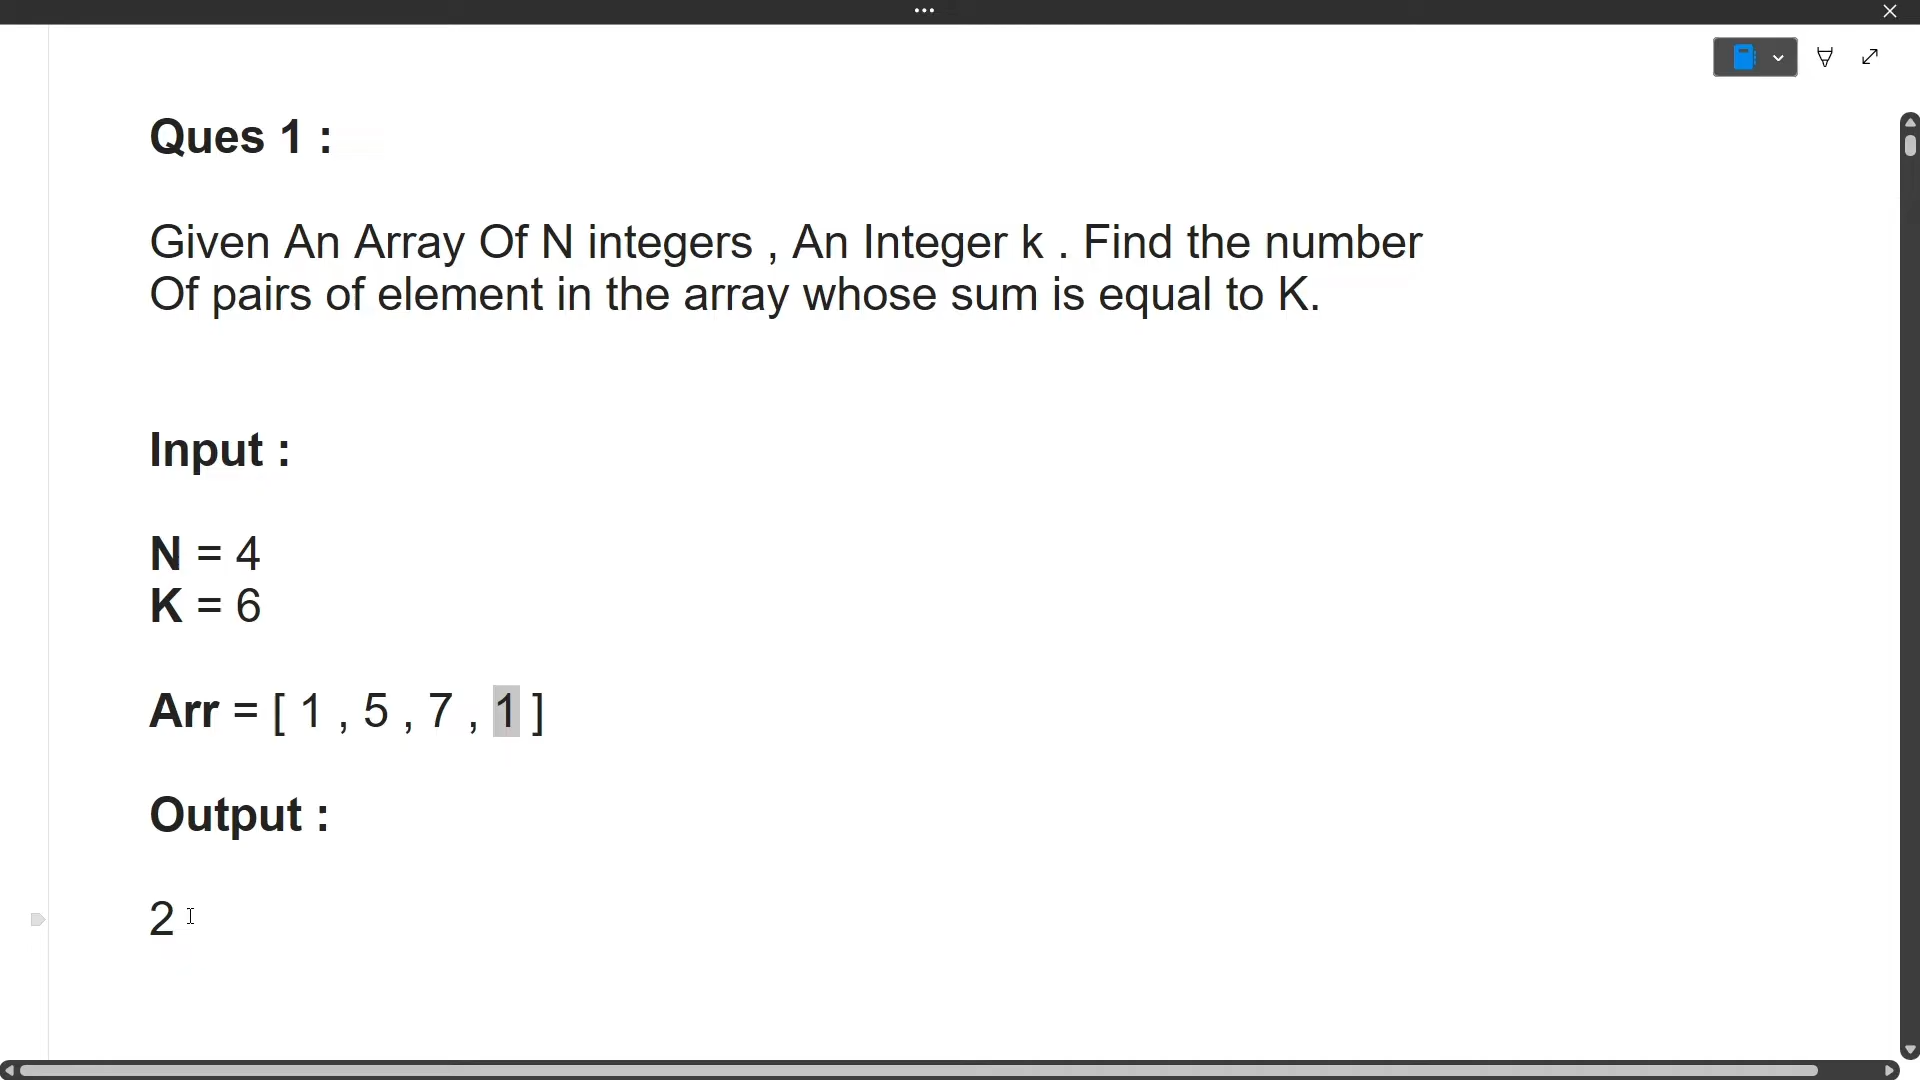 Ques 1 :
Given An Array Of N integers , An Integer k . Find the number
Of pairs of element in the array whose sum is equal to K.
Input :
N = 4
K = 6
Arr = [ 1 , 5 , 7 , 1 ]
Output :
2